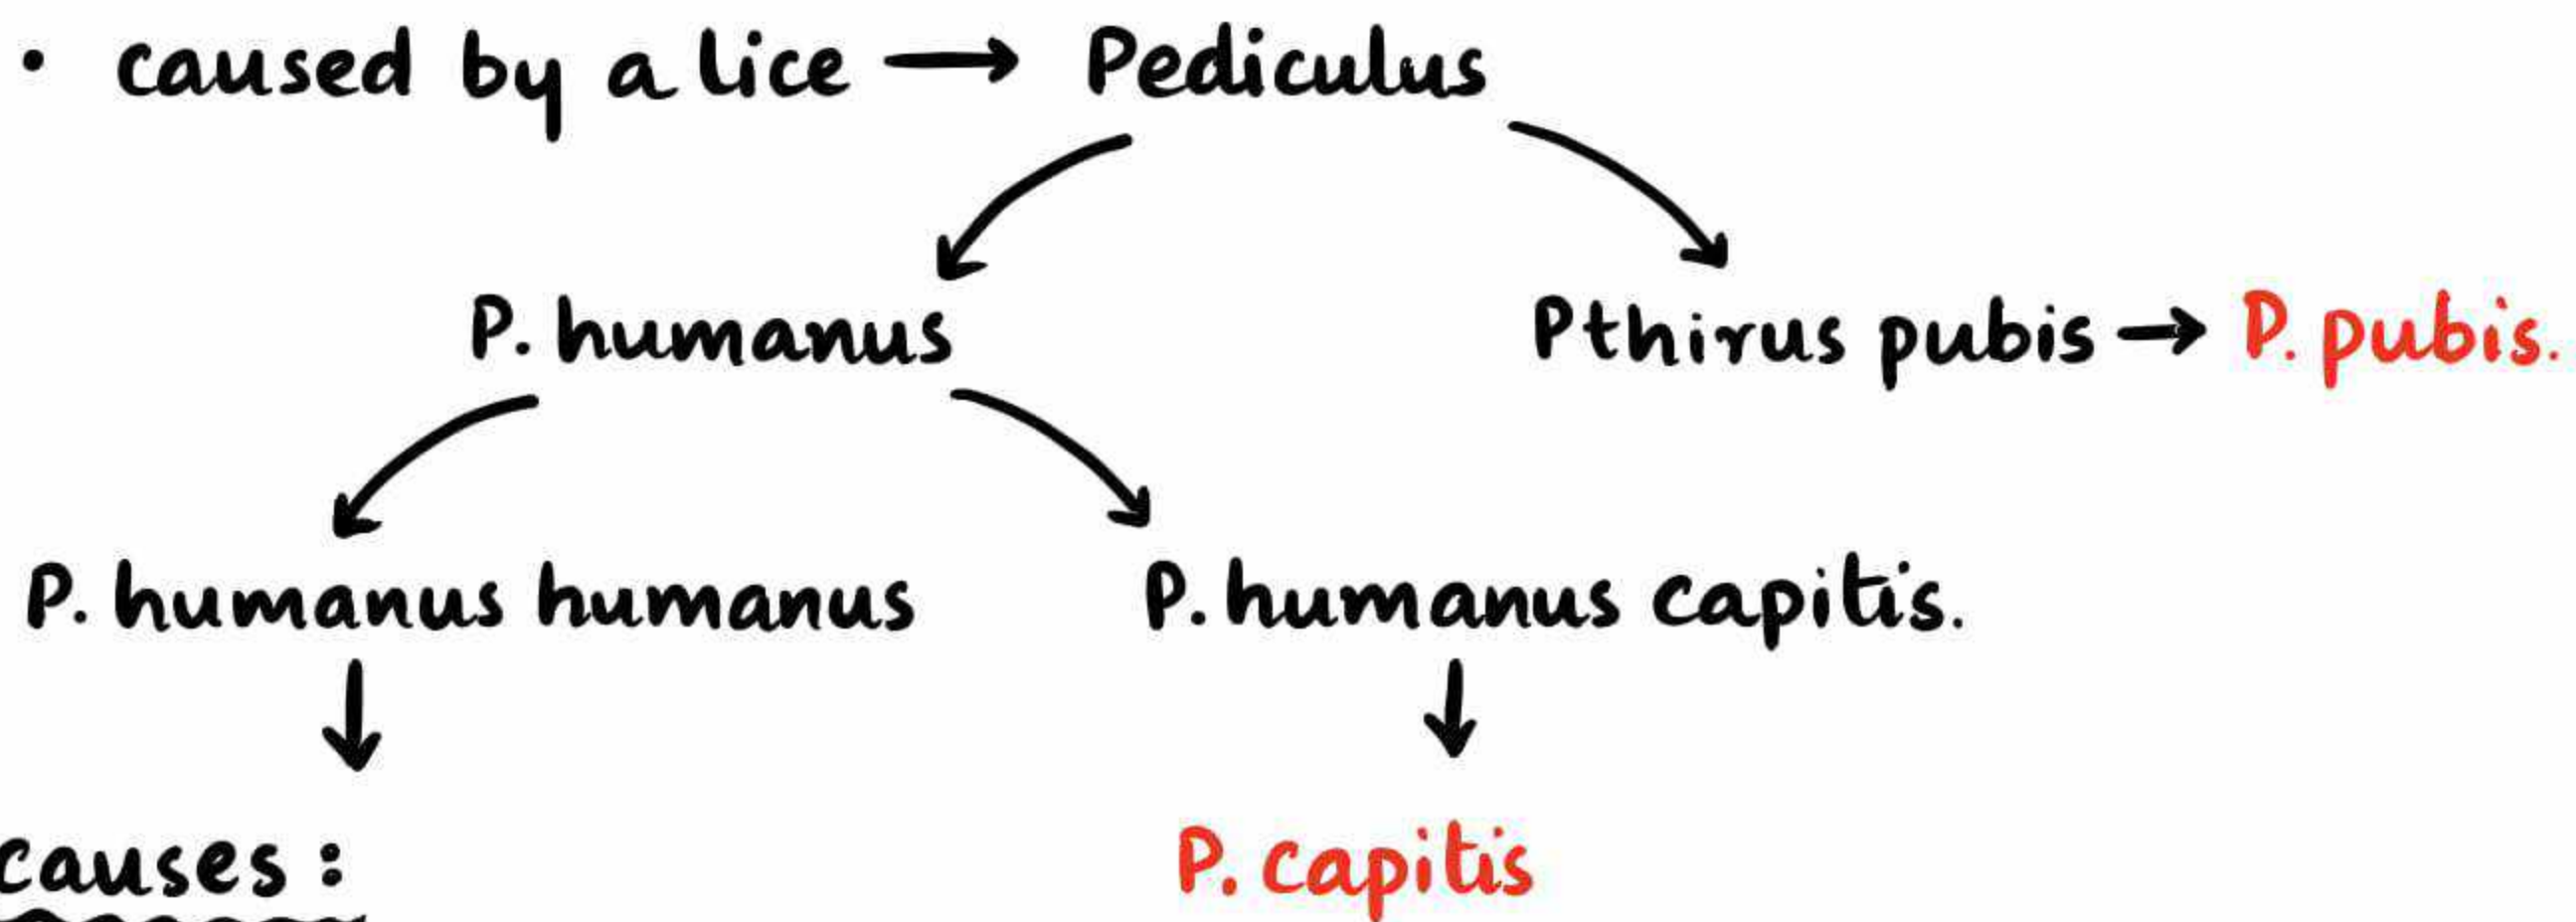 • caused by a lice → Pediculus
P. humanus Pthirus pubis → P. pubis.
P. humanus humanus P. humanus capitis.
causes : P. capitis